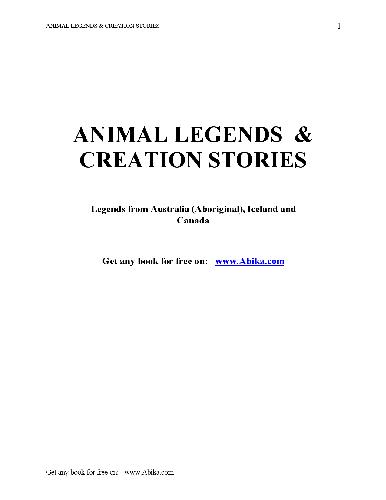 ANIMAL LEGENDS & CREATION STORIES 1
ANIMAL LEGENDS &
CREATION STORIES
Legends from Australia (Aboriginal), Iceland and
Canada
Get any book for free on: www.Abika.com
Get any book for free on: www.Abika.com